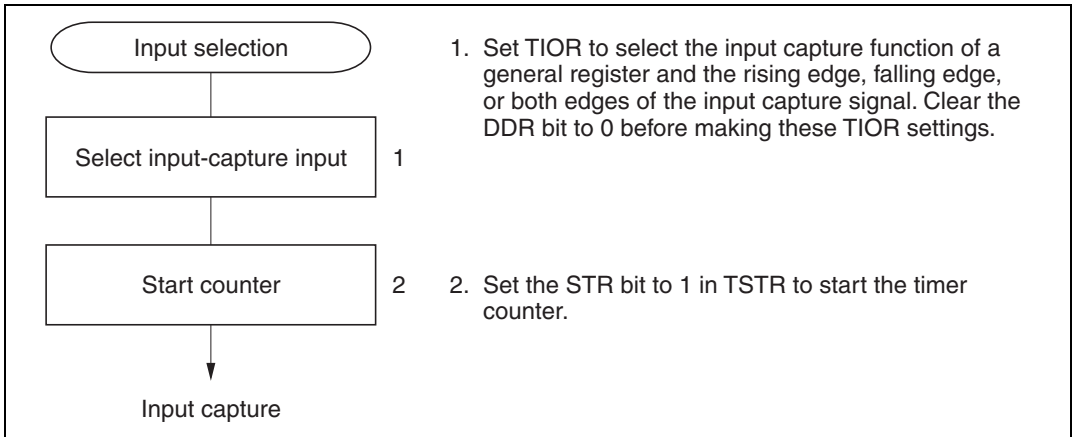 Input selection
1. Set TIOR to select the input capture function of a
general register and the rising edge, falling edge,
or both edges of the input capture signal. Clear the
DDR bit to 0 before making these TIOR settings.
Select input-capture input 1
Start counter 2
2. Set the STR bit to 1 in TSTR to start the timer
counter.
Input capture